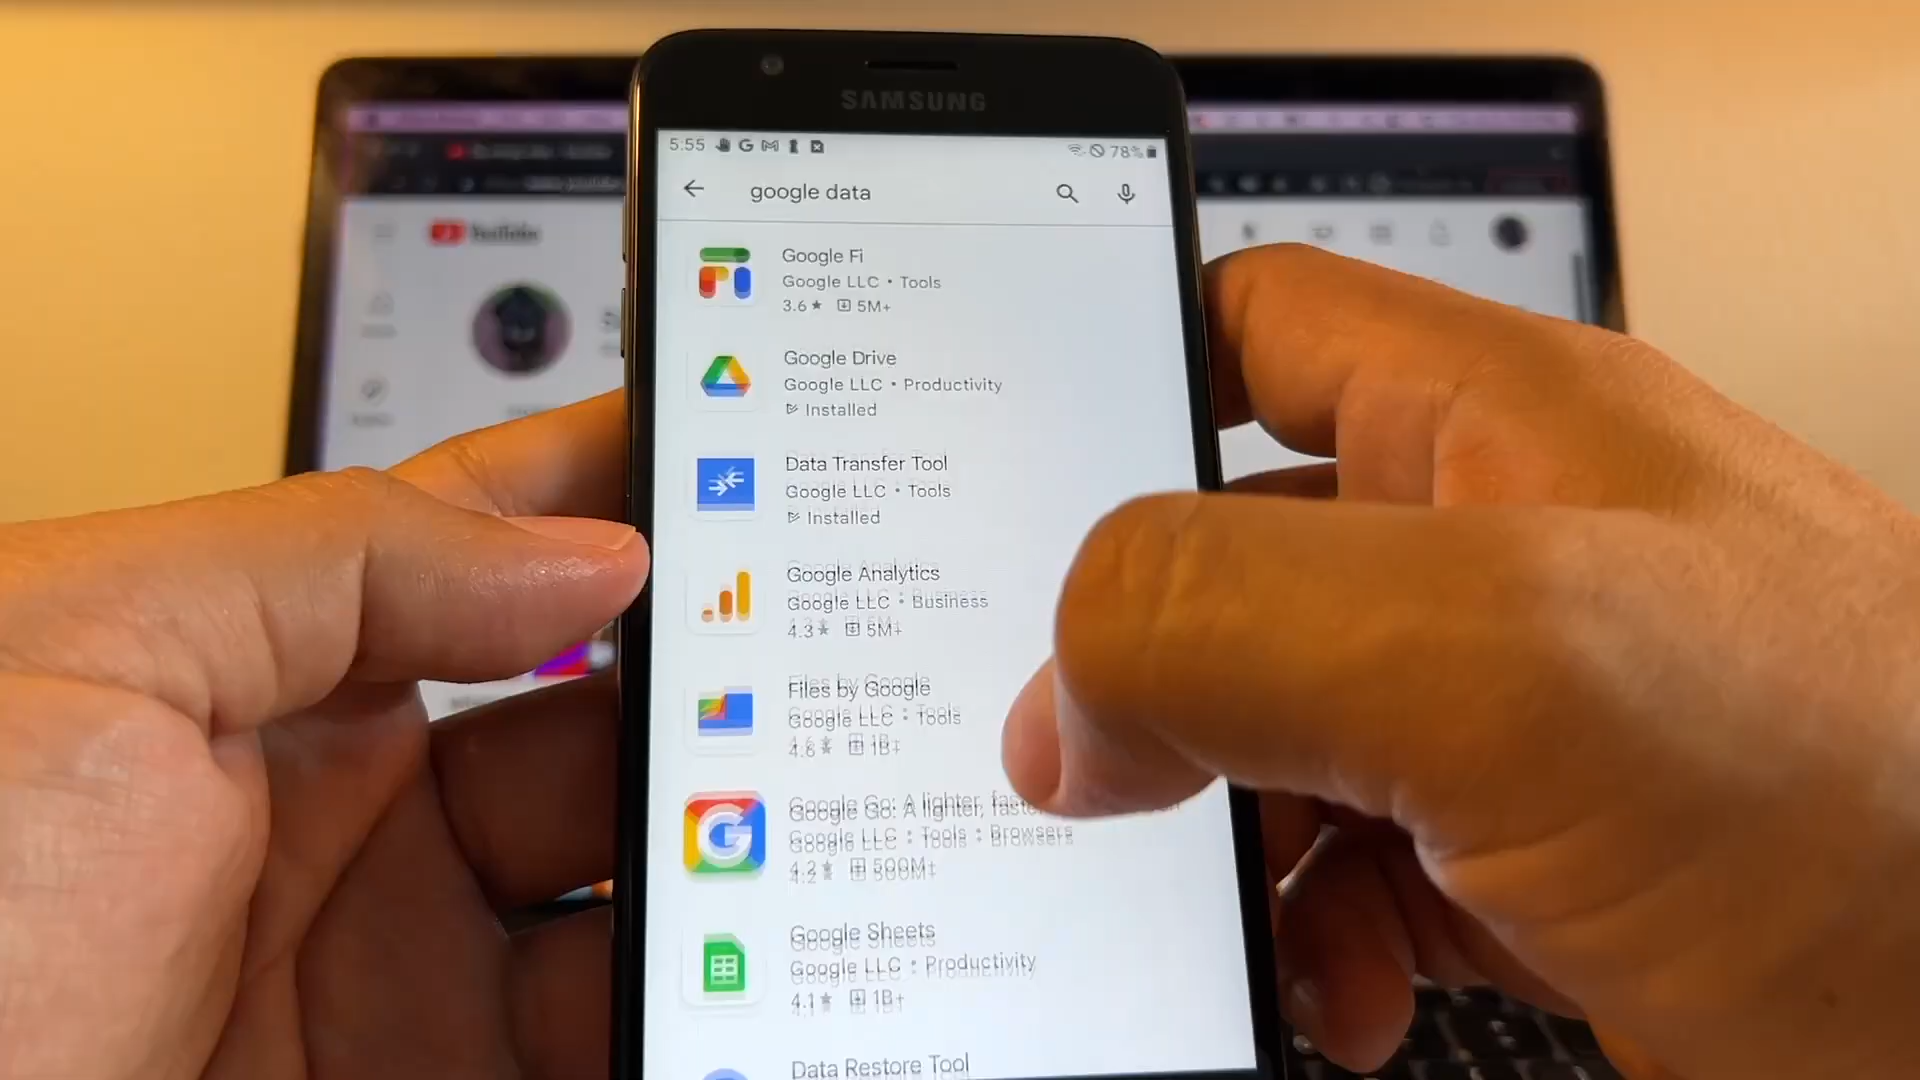 SAMSUNG
5:55
78%
google data
YouTube
Google Fi
Google LLC • Tools
3.6★ 5M+
Google Drive
Google LLC • Productivity
Installed
Data Transfer Tool
Google LLC • Tools
Installed
Google Analytics
Google LLC • Business
4.3★ 5M+
Files by Google
Google LLC • Tools
4.6★ 1B+
Google Go: A lighter,
Google LLC • Tools • Browsers
4.2★ 500M+
Google Sheets
Google LLC • Productivity
4.1★ 1B+
Data Restore Tool